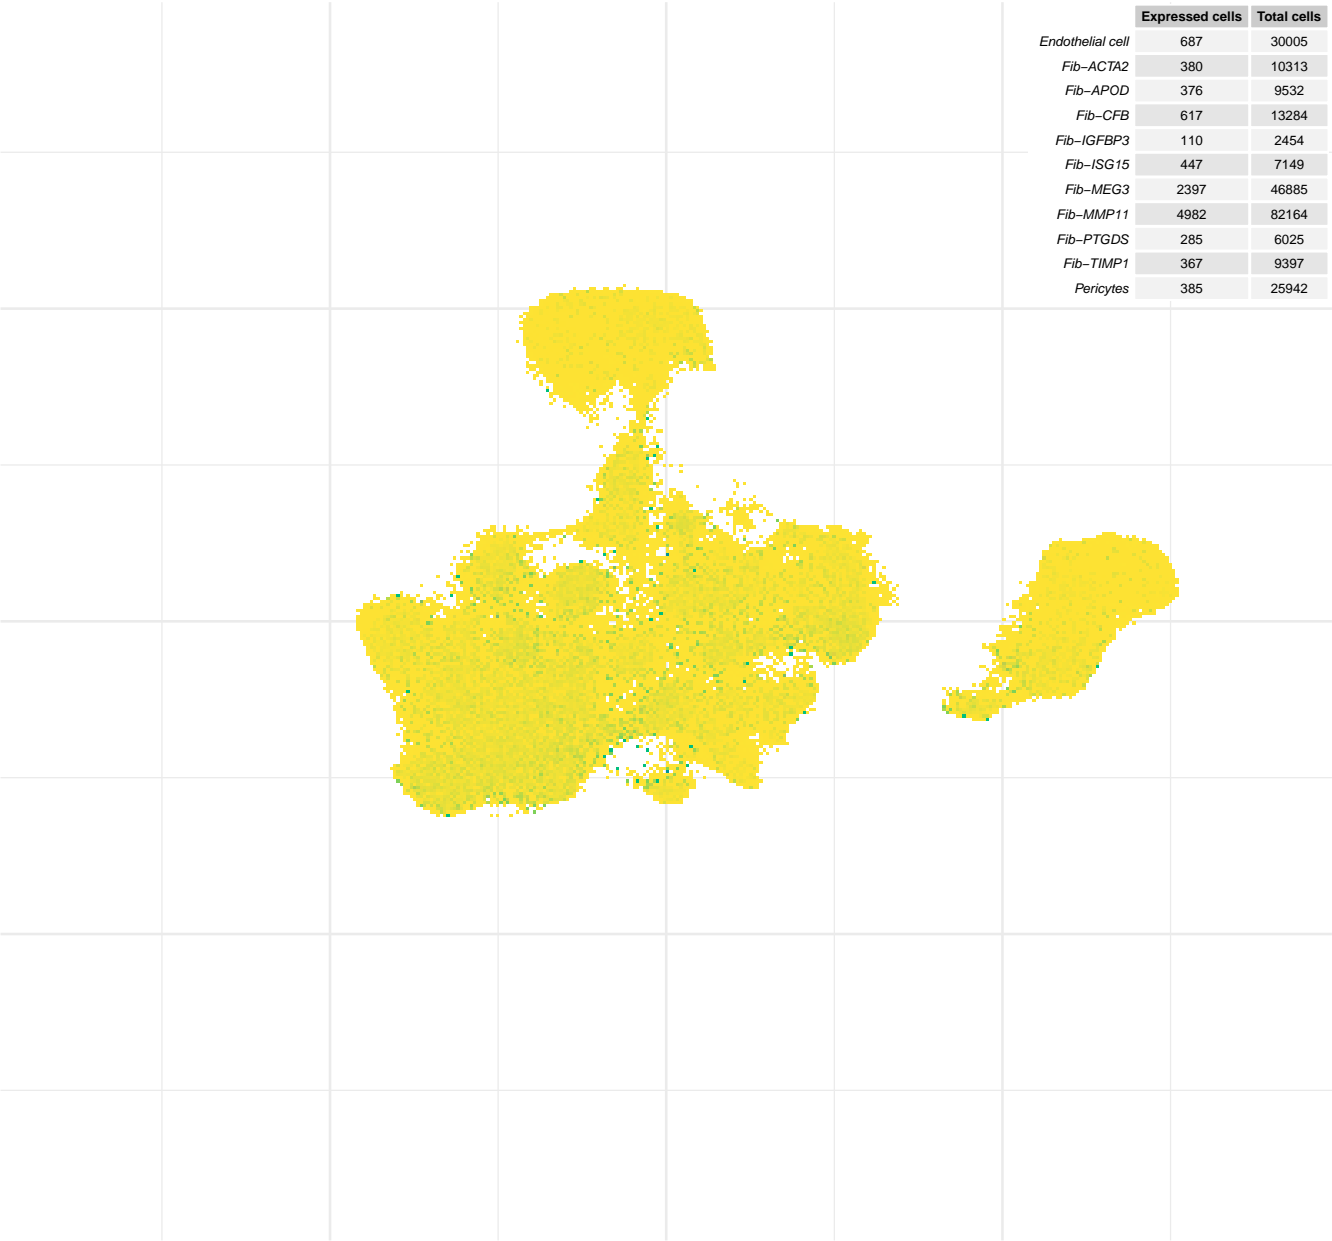 Expressed cells Total cells
Endothelial cell 687 30005
Fib−ACTA2 380 10313
Fib−APOD 376 9532
Fib−CFB 617 13284
Fib−IGFBP3 110 2454
Fib−ISG15 447 7149
Fib−MEG3 2397 46885
Fib−MMP11 4982 82164
Fib−PTGDS 285 6025
Fib−TIMP1 367 9397
Pericytes 385 25942